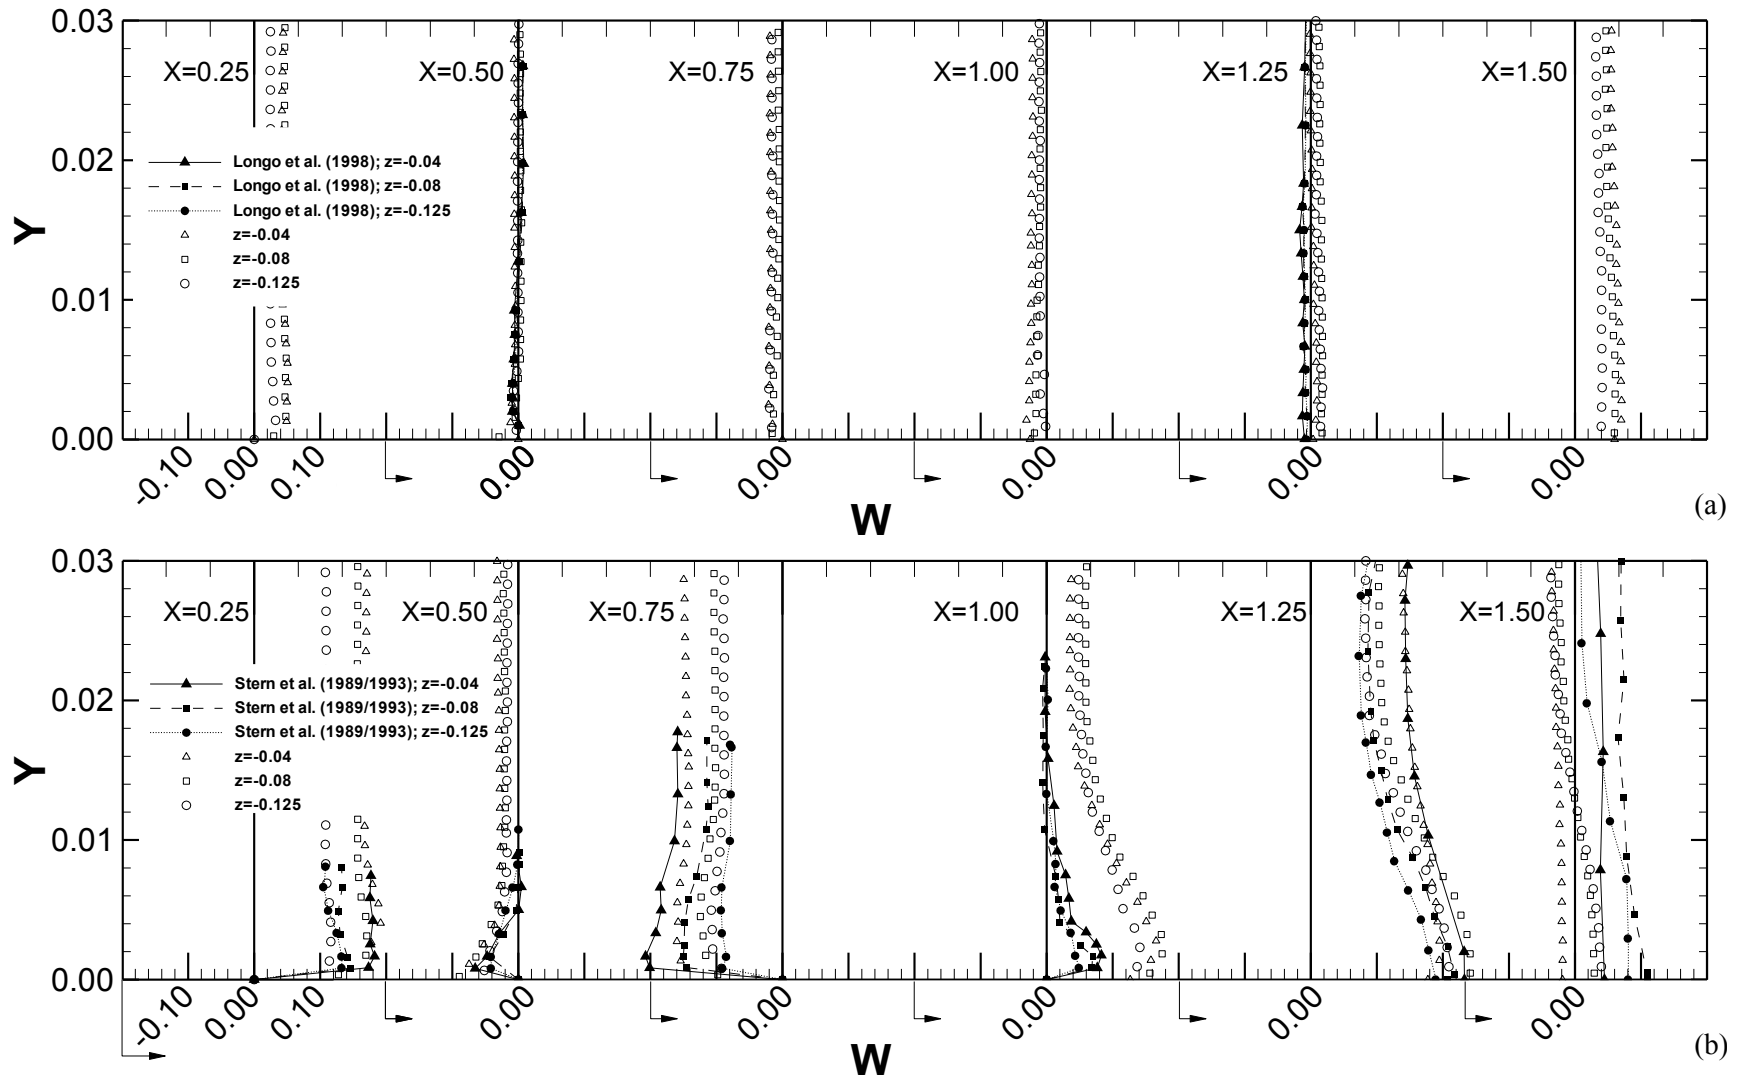 0.03
X=0.25 X=0.50 X=0.75 X=1.00 X=1.25 X=1.50
0.02
Longo et al. (1998); z=-0.04
Longo et al. (1998); z=-0.08
Longo et al. (1998); z=-0.125
Y
z=-0.04
z=-0.08
z=-0.125
0.01
0.00
-0.10 0.00 0.10 0.00 0.00 0.00 0.00 0.00
W
(a)
0.03
X=0.25 X=0.50 X=0.75 X=1.00 X=1.25 X=1.50
Stern et al. (1989/1993); z=-0.04
0.02
Stern et al. (1989/1993); z=-0.08
Stern et al. (1989/1993); z=-0.125
Y
z=-0.04
z=-0.08
z=-0.125
0.01
0.00
-0.10 0.00 0.10 0.00 0.00 0.00 0.00 0.00
W
(b)